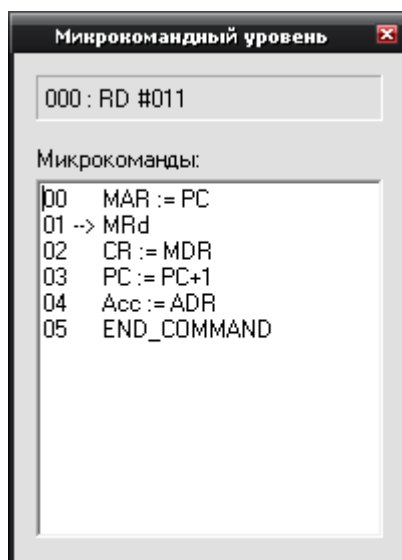 Микрокомандный уровень
000 : RD #011
Микрокоманды:
00 MAR := PC
01 --> MRd
02 CR := MDR
03 PC := PC+1
04 Acc := ADR
05 END_COMMAND